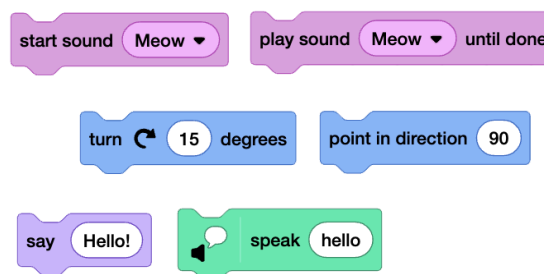 start sound Meow play sound Meow until done
turn 15 degrees point in direction 90
say Hello! speak hello